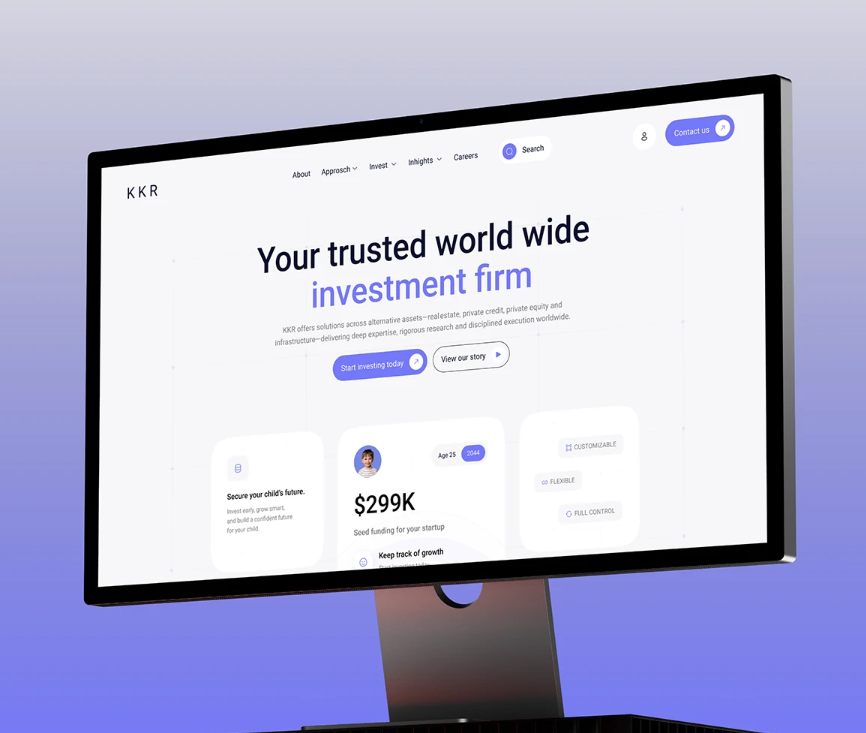 KKR
About
Approsch
Invest
Inhights
Careers
Search
Contact us
Your trusted world wide
investment firm
KKR offers solutions across alternative assets—real estate, private credit, private equity and
infrastructure—delivering deep expertise, rigorous research and disciplined execution worldwide.
Start investing today
View our story
Secure your child's future.
Invest early, grow smart,
and build a confident future
for your child.
Age 25
2044
$299K
Seed funding for your startup
Keep track of growth
CUSTOMIZABLE
FLEXIBLE
FULL CONTROL